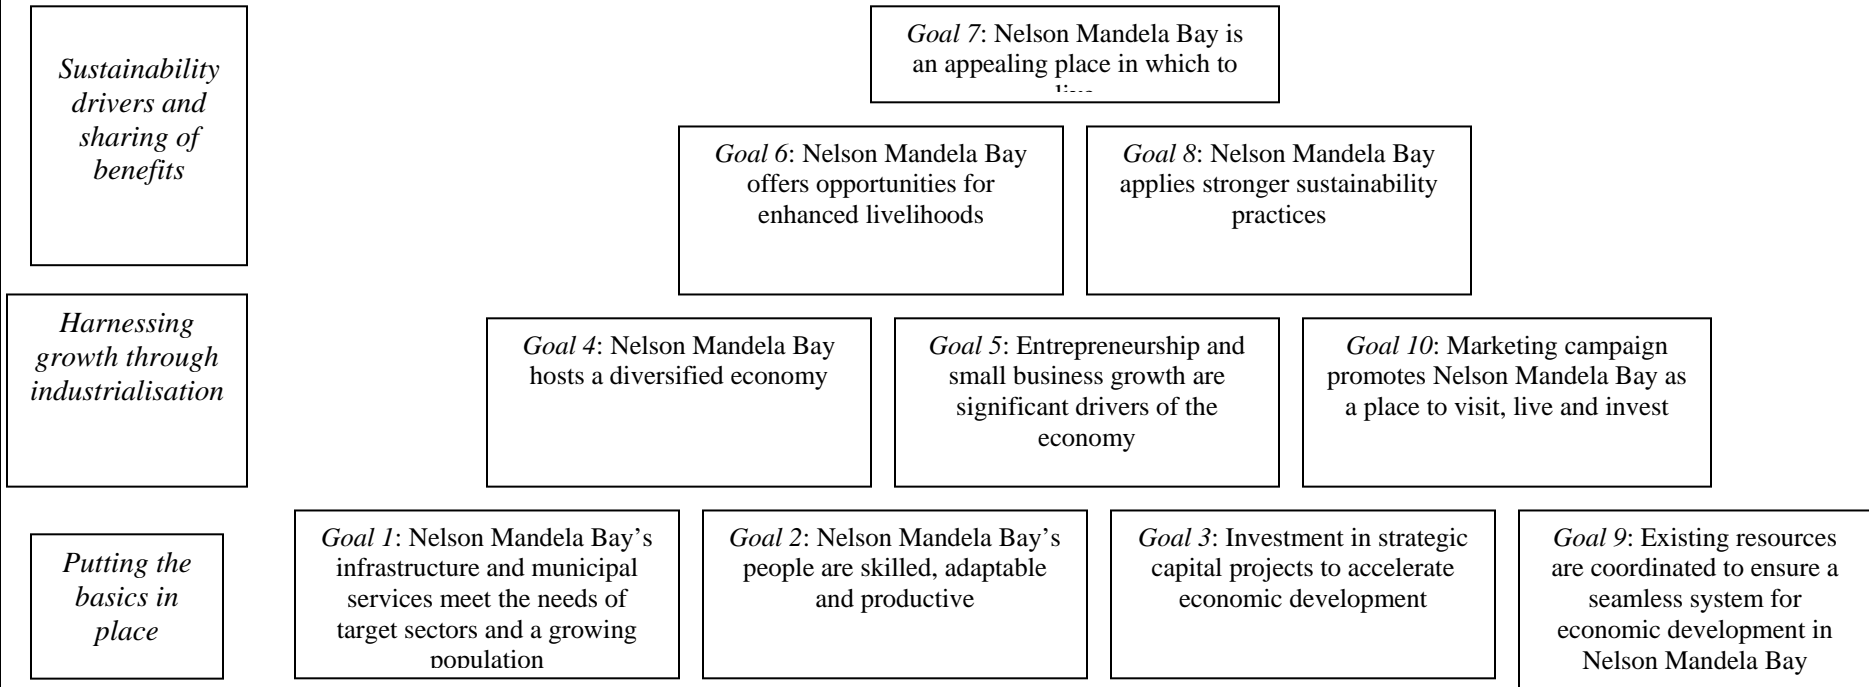 Sustainability
drivers and
sharing of
benefits
Goal 7: Nelson Mandela Bay is
an appealing place in which to
Goal 6: Nelson Mandela Bay
offers opportunities for
enhanced livelihoods
Goal 8: Nelson Mandela Bay
applies stronger sustainability
practices
Harnessing
growth through
industrialisation
Goal 4: Nelson Mandela Bay
hosts a diversified economy
Goal 5: Entrepreneurship and
small business growth are
significant drivers of the
economy
Goal 10: Marketing campaign
promotes Nelson Mandela Bay as
a place to visit, live and invest
Putting the
basics in
place
Goal 1: Nelson Mandela Bay’s
infrastructure and municipal
services meet the needs of
target sectors and a growing
population
Goal 2: Nelson Mandela Bay’s
people are skilled, adaptable
and productive
Goal 3: Investment in strategic
capital projects to accelerate
economic development
Goal 9: Existing resources
are coordinated to ensure a
seamless system for
economic development in
Nelson Mandela Bay